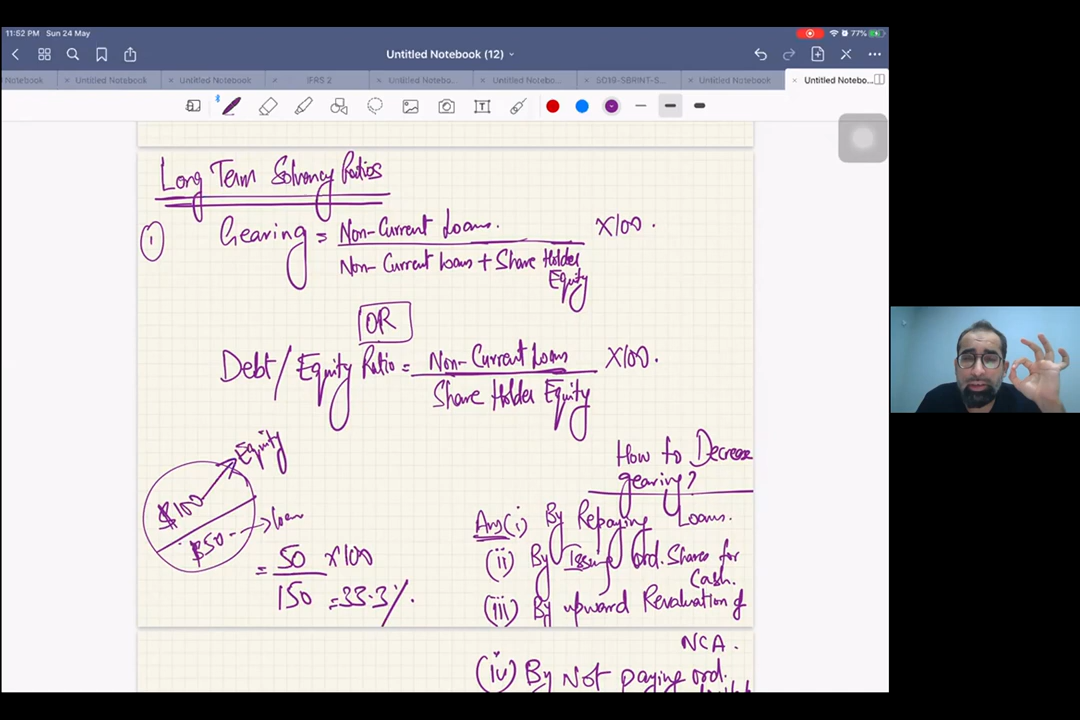 11:52 PM Sun 24 May
77%
Untitled Notebook (12)
Notebook
Untitled Notebook
Untitled Notebook
IFRS 2
Untitled Notebo...
Untitled Notebo...
Untitled Notebook
Untitled Notebo...
Long Term Solvency Ratios
1
Gearing = Non-Current Loans. X100.
Non-Current loans + Share Holder
Equity
OR
Debt/Equity Ratio = Non-Current Loans X100.
Share Holder Equity
Equity
$100
$50
loan
= 50 X100
150 =33.3%.
How to Decrease
gearing?
Ans(i) By Repaying Loans.
(ii) By Issuing ord. Shares for
Cash.
(iii) By upward Revaluation of
NCA.
(iv) By Not paying ord.